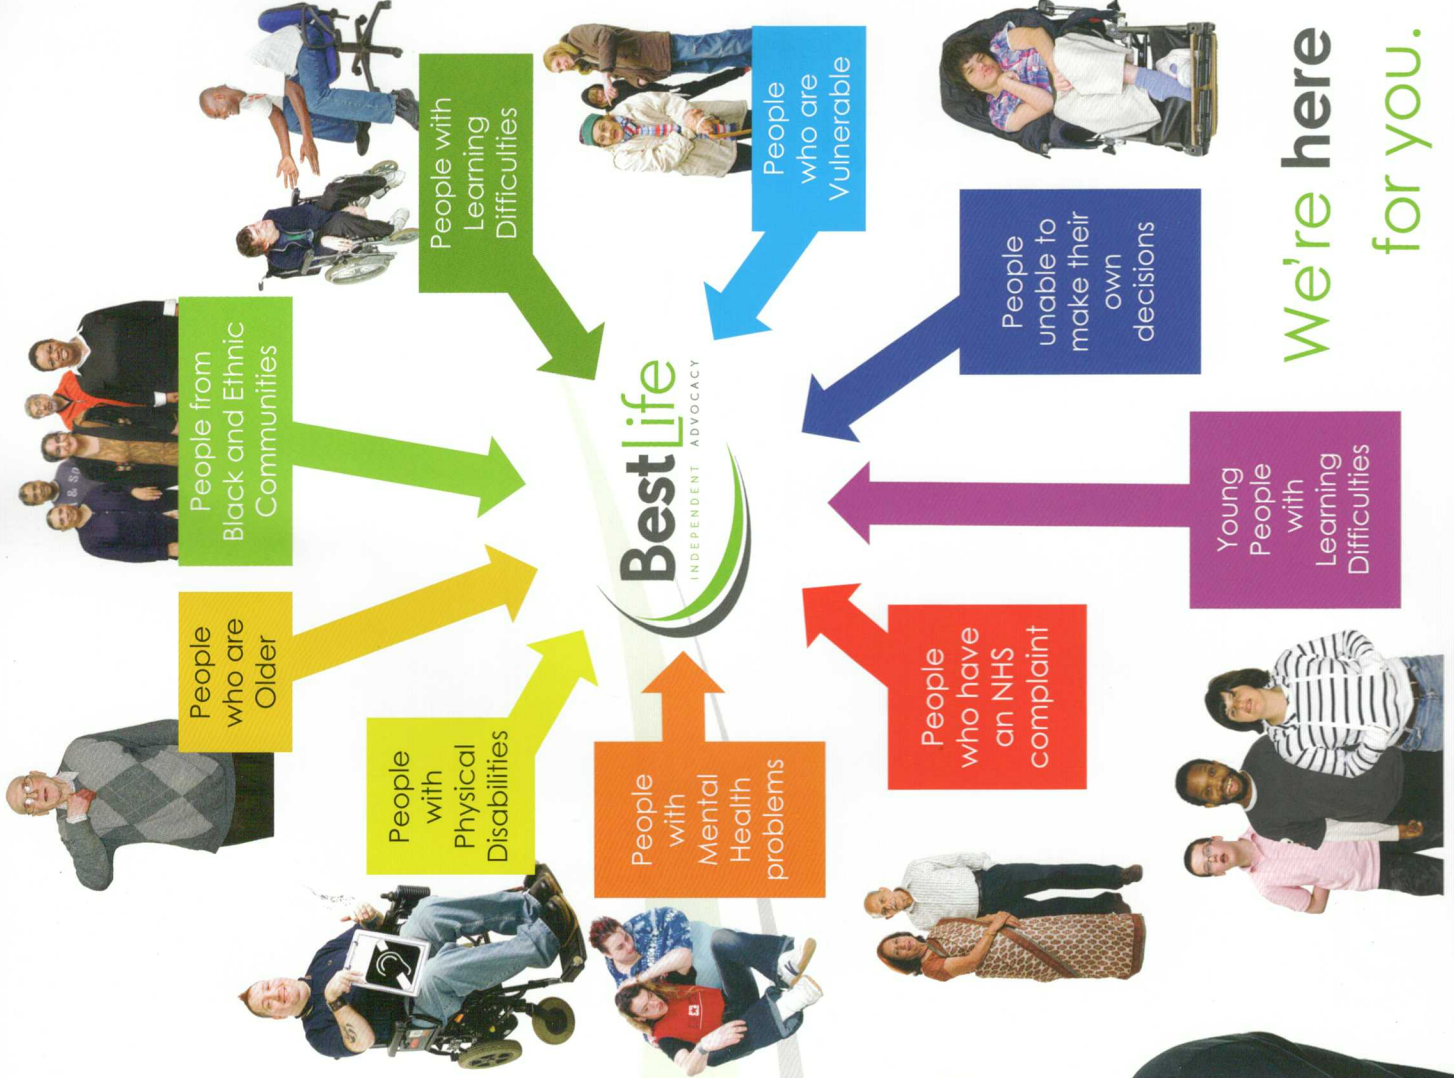 People
who are
Older
People from
Black and Ethnic
Communities
People
with
Physical
Disabilities
People with
Learning
Difficulties
People
with
Mental
Health
problems
BestLife
INDEPENDENT ADVOCACY
People
who are
Vulnerable
People
who have
an NHS
complaint
People
unable to
make their
own
decisions
Young
People
with
Learning
Difficulties
We're here
for you.